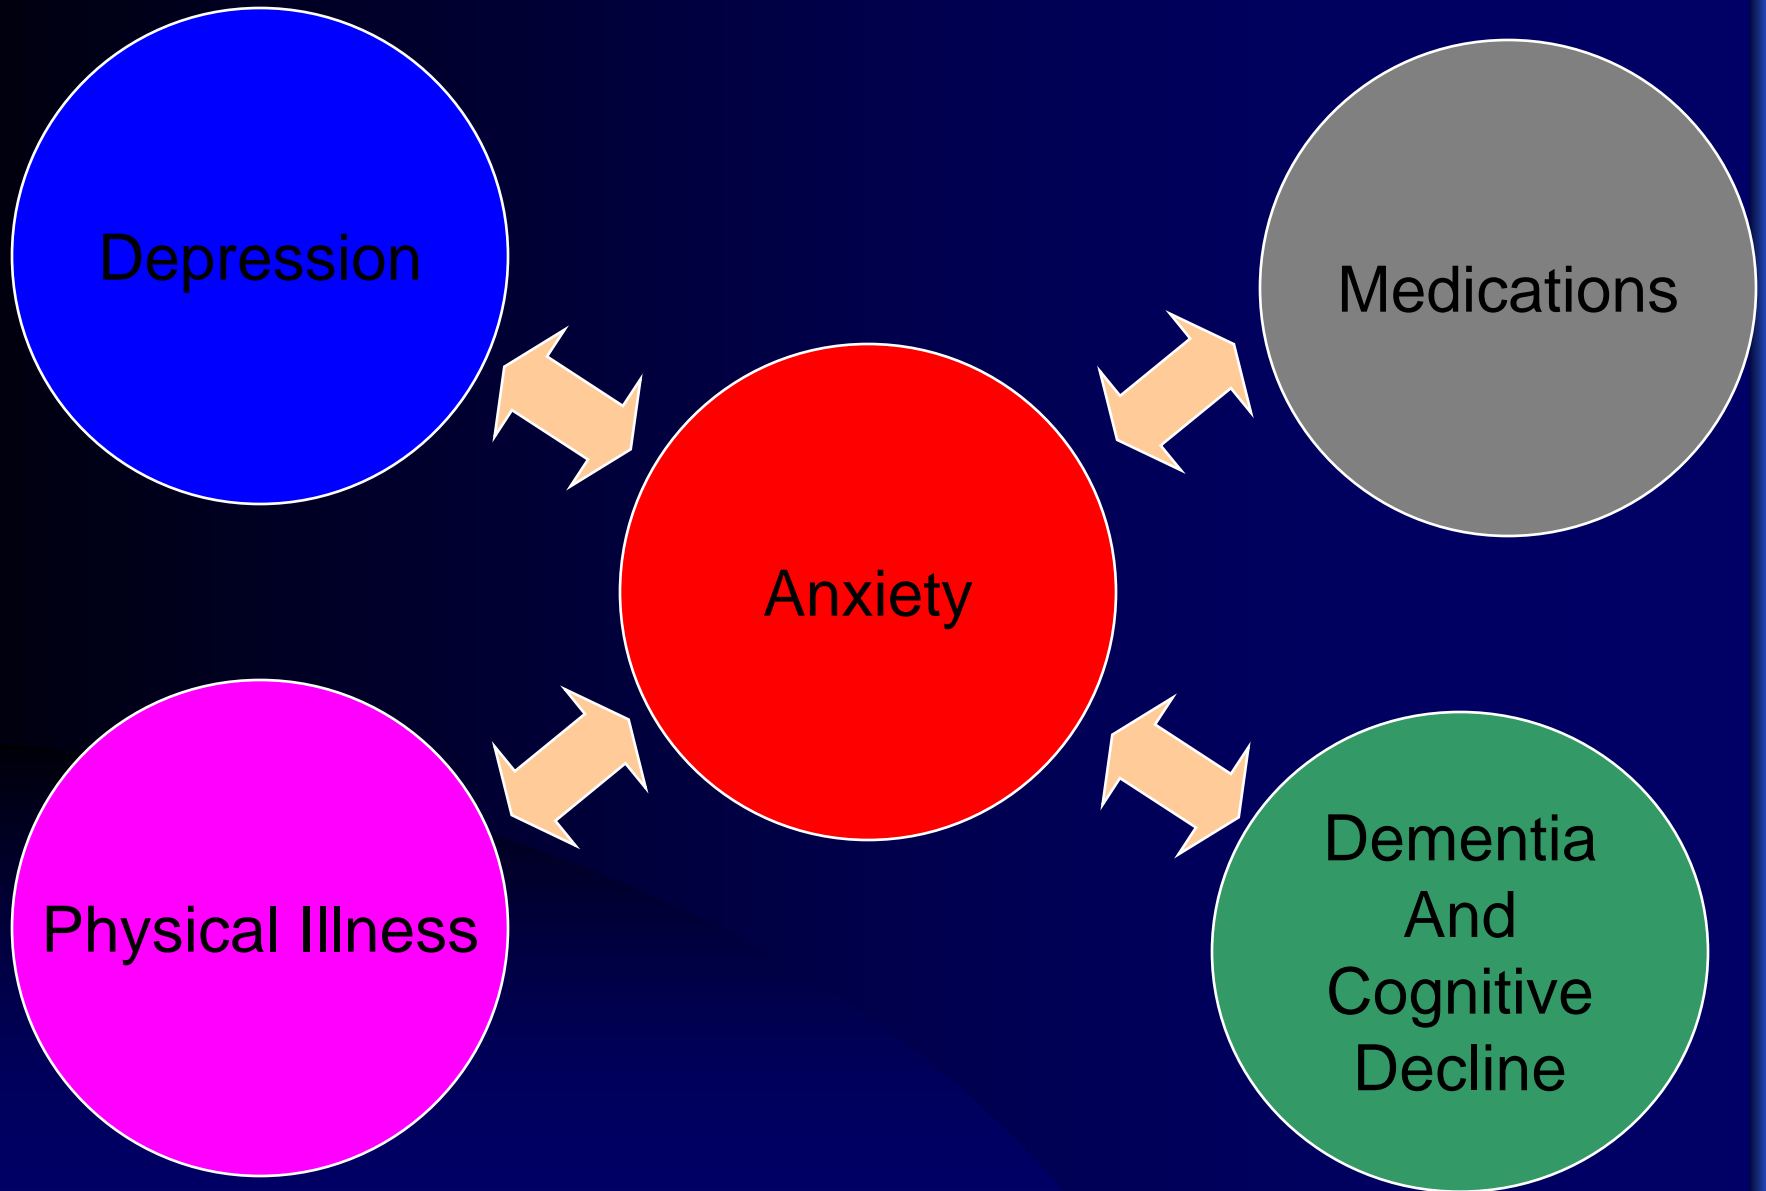 Depression
Medications
Anxiety
Physical Illness
Dementia
And
Cognitive
Decline